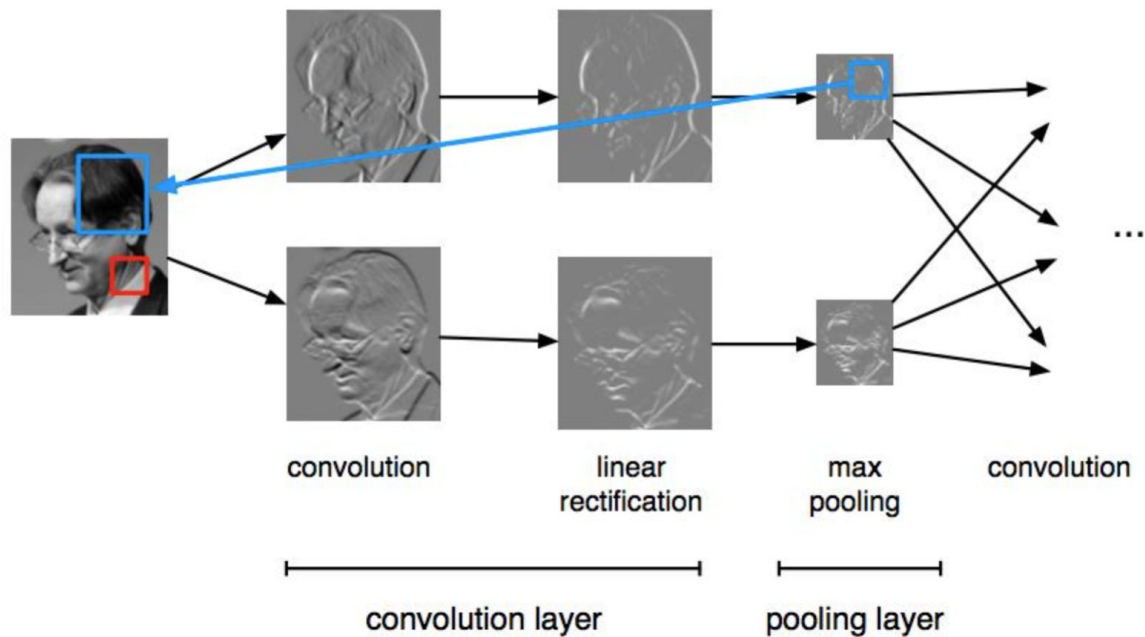 ...
convolution
linear
rectification
max
pooling
convolution
convolution layer
pooling layer